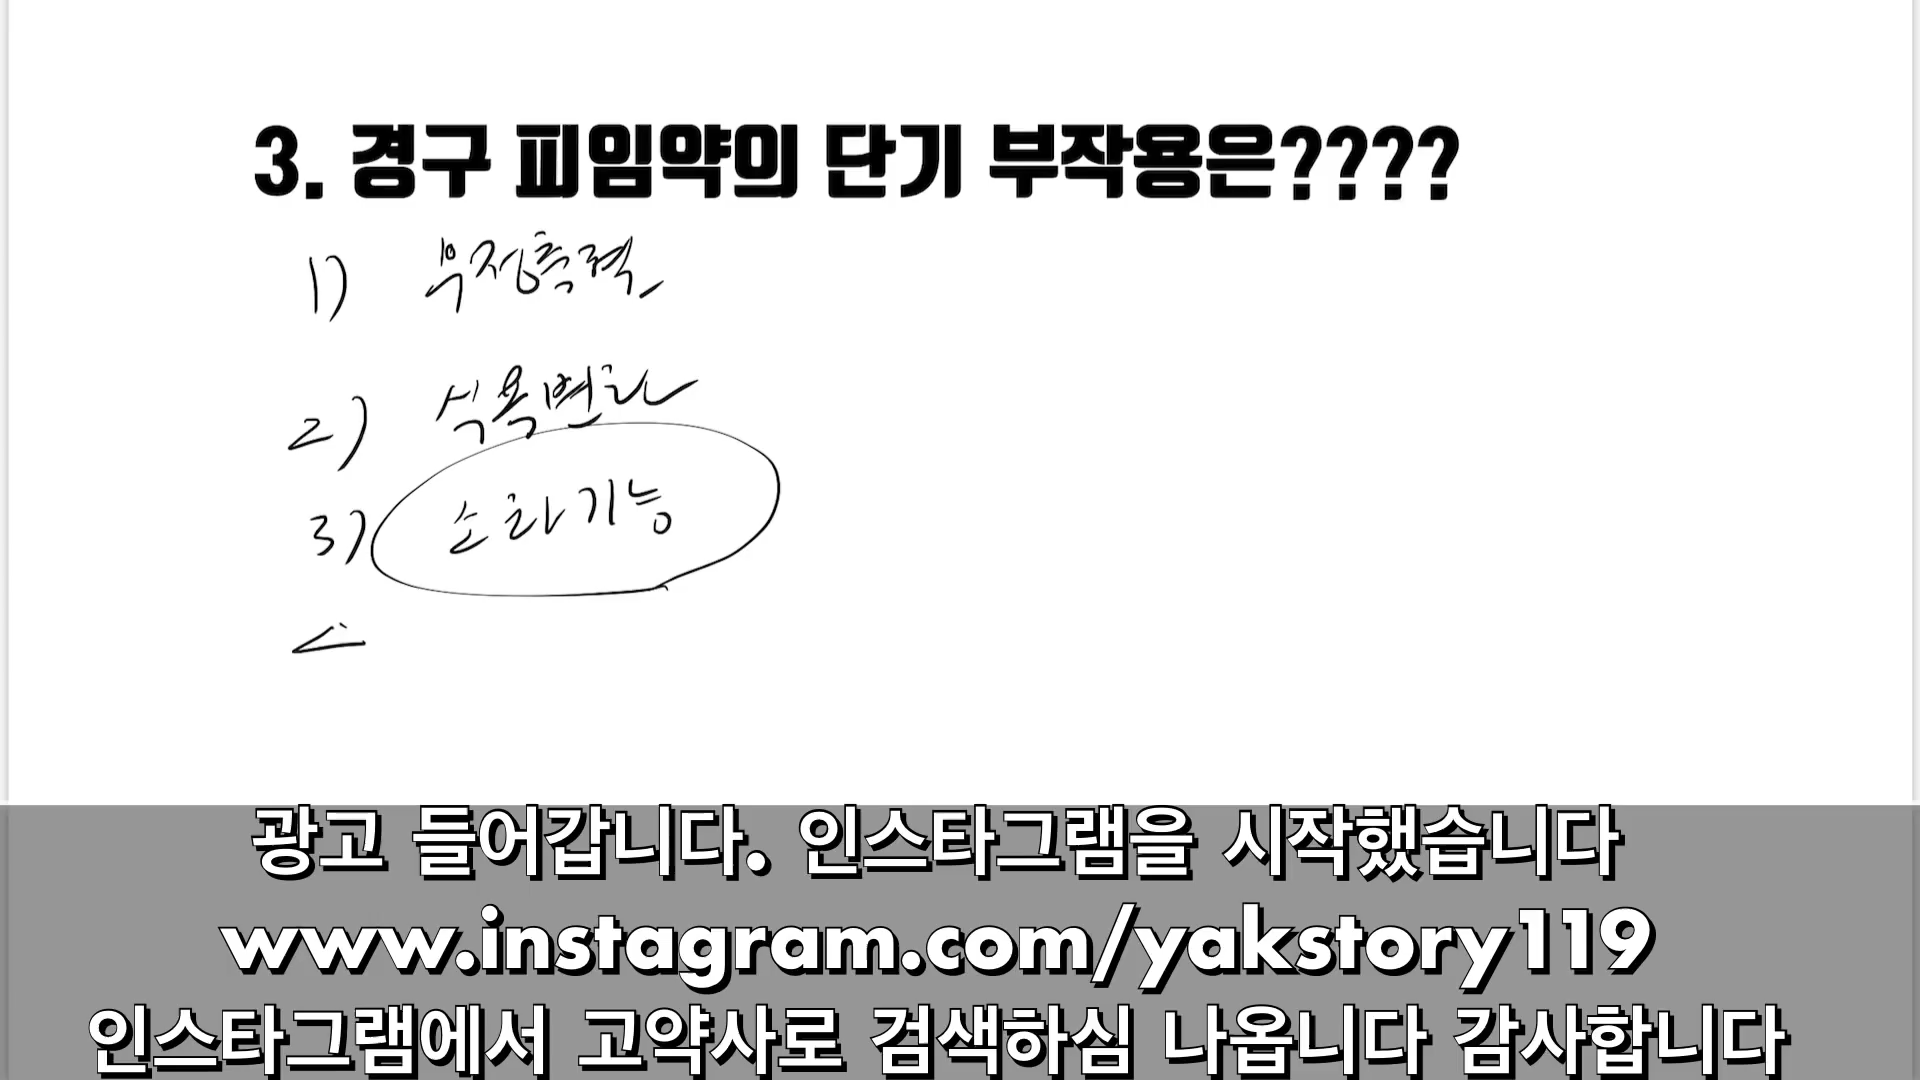 3. 경구 피임약의 단기 부작용은????
1) 부정출혈
2) 식욕변화
3) 소화기능
광고 들어갑니다. 인스타그램을 시작했습니다
www.instagram.com/yakstory119
인스타그램에서 고약사로 검색하심 나옵니다 감사합니다